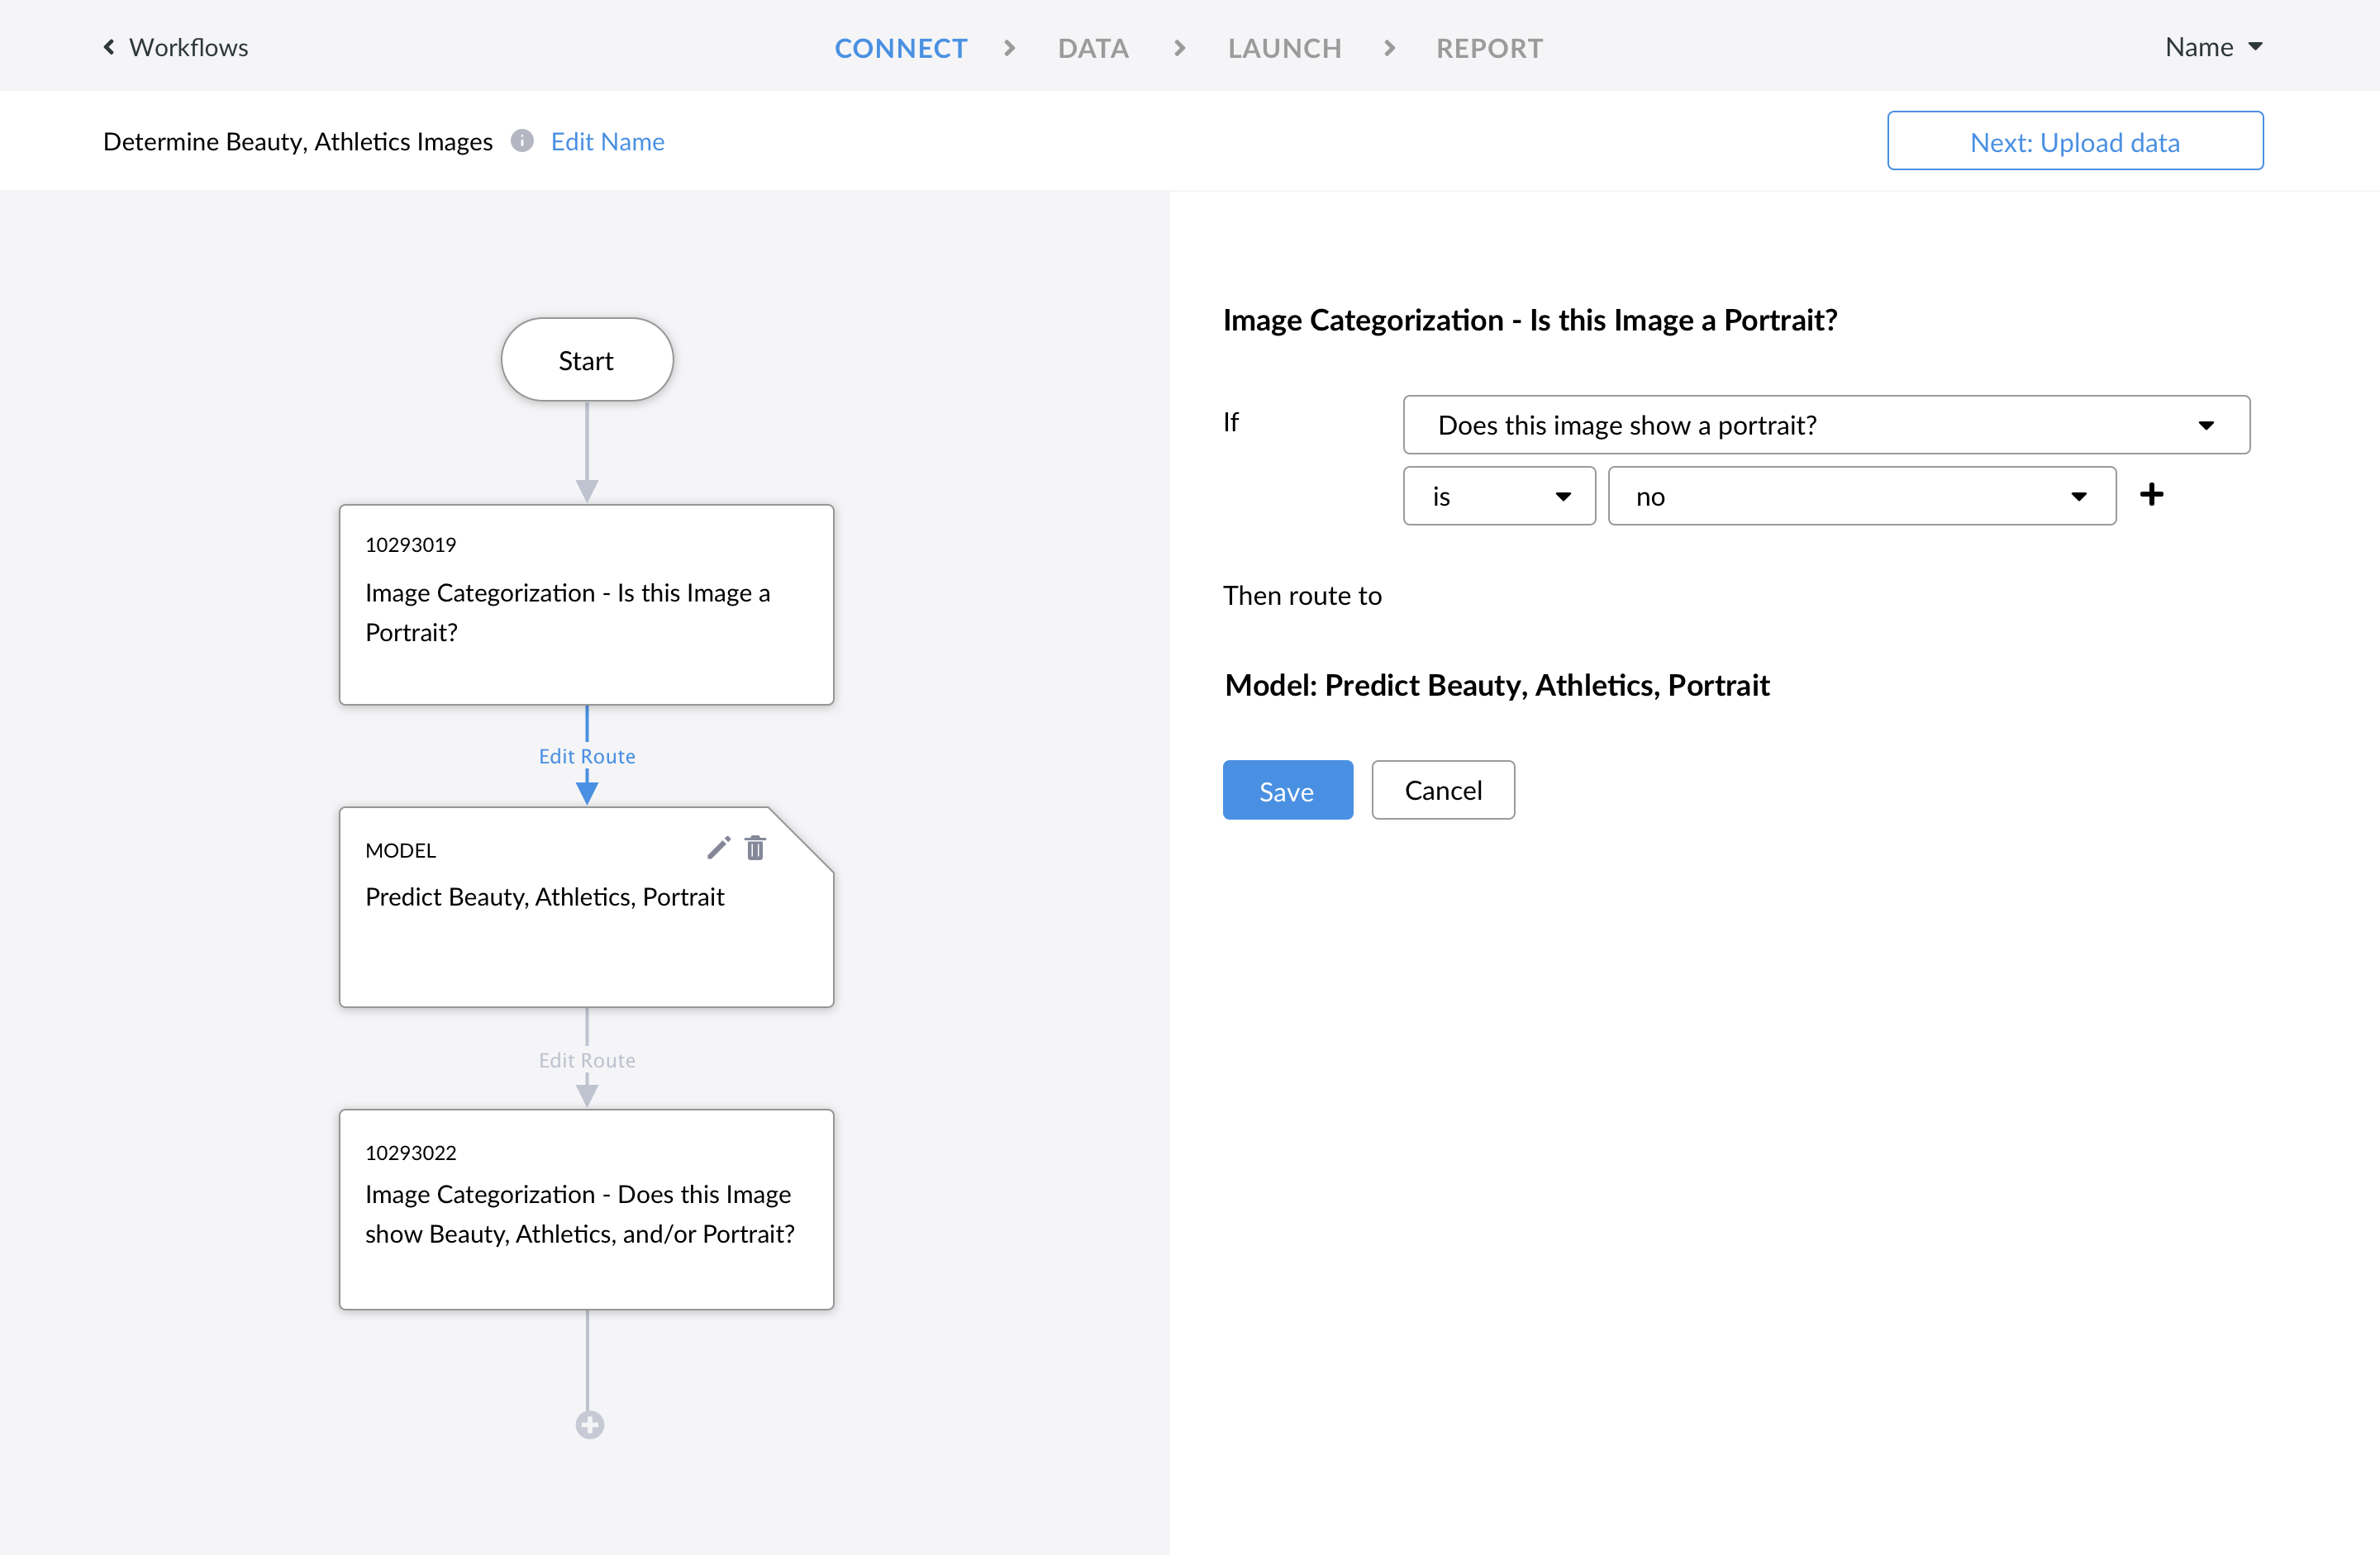 Workflows
CONNECT
DATA
LAUNCH
REPORT
Name
Determine Beauty, Athletics Images
Edit Name
Next: Upload data
Start
10293019
Image Categorization - Is this Image a
Portrait?
Edit Route
MODEL
Predict Beauty, Athletics, Portrait
Edit Route
10293022
Image Categorization - Does this Image
show Beauty, Athletics, and/or Portrait?
Image Categorization - Is this Image a Portrait?
If
Does this image show a portrait?
is
no
Then route to
Model: Predict Beauty, Athletics, Portrait
Save
Cancel